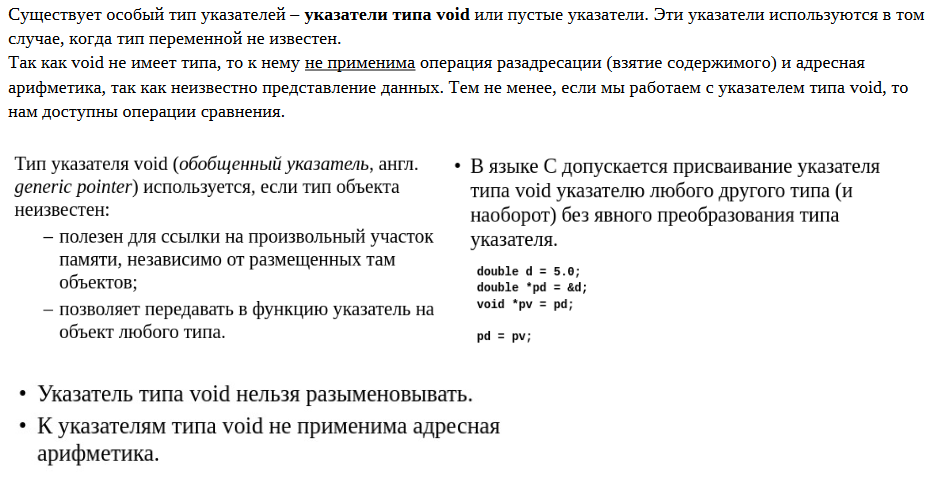 Существует особый тип указателей – указатели типа void или пустые указатели. Эти указатели используются в том
случае, когда тип переменной не известен.
Так как void не имеет типа, то к нему не применима операция разадресации (взятие содержимого) и адресная
арифметика, так как неизвестно представление данных. Тем не менее, если мы работаем с указателем типа void, то
нам доступны операции сравнения.
Тип указателя void (обобщенный указатель, англ.
generic pointer) используется, если тип объекта
неизвестен:
– полезен для ссылки на произвольный участок
памяти, независимо от размещенных там
объектов;
– позволяет передавать в функцию указатель на
объект любого типа.
• В языке C допускается присваивание указателя
типа void указателю любого другого типа (и
наоборот) без явного преобразования типа
указателя.
double d = 5.0;
double *pd = &d;
void *pv = pd;
pd = pv;
• Указатель типа void нельзя разыменовывать.
• К указателям типа void не применима адресная
арифметика.